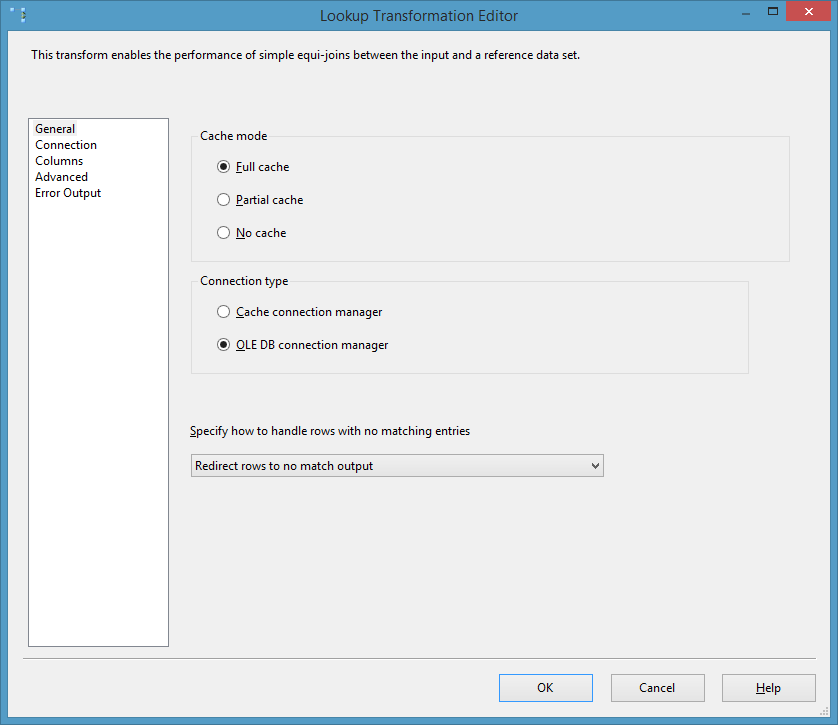 Lookup Transformation Editor
This transform enables the performance of simple equi-joins between the input and a reference data set.
General
Connection
Columns
Advanced
Error Output
Cache mode
Full cache
Partial cache
No cache
Connection type
Cache connection manager
OLE DB connection manager
Specify how to handle rows with no matching entries
Redirect rows to no match output
OK
Cancel
Help